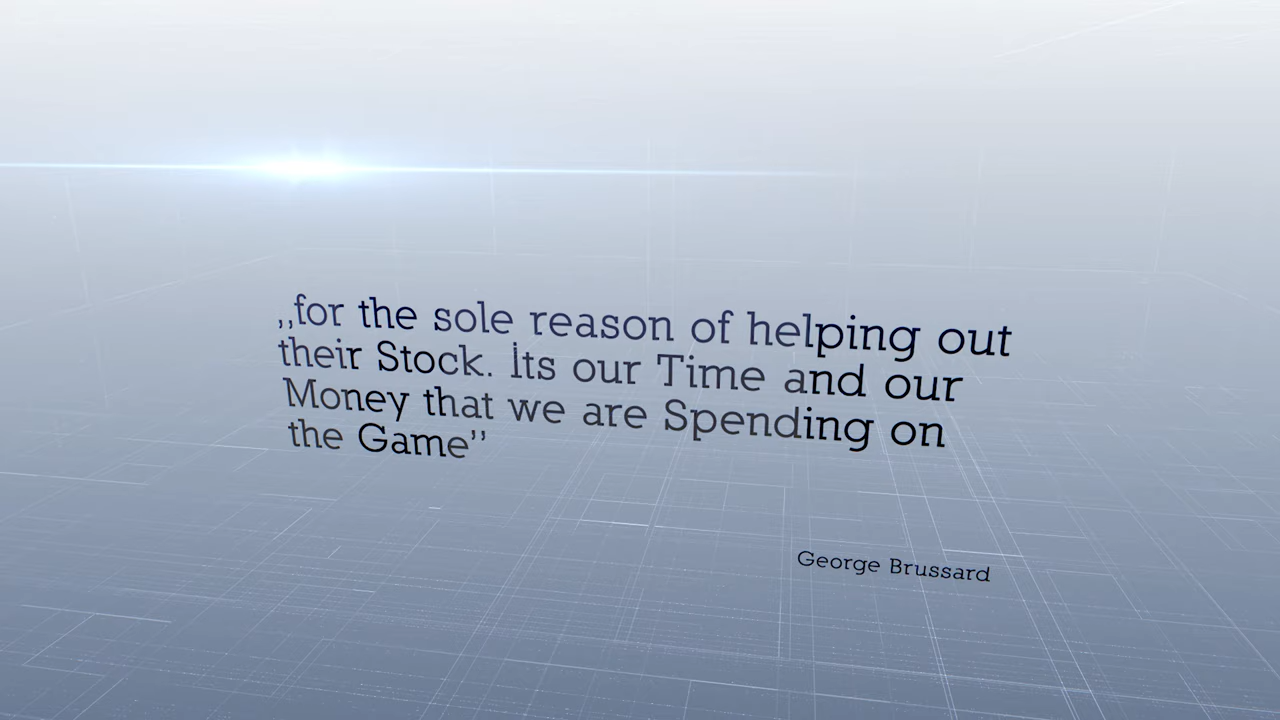 ,,for the sole reason of helping out
their Stock. Its our Time and our
Money that we are Spending on
the Game’’
George Brussard